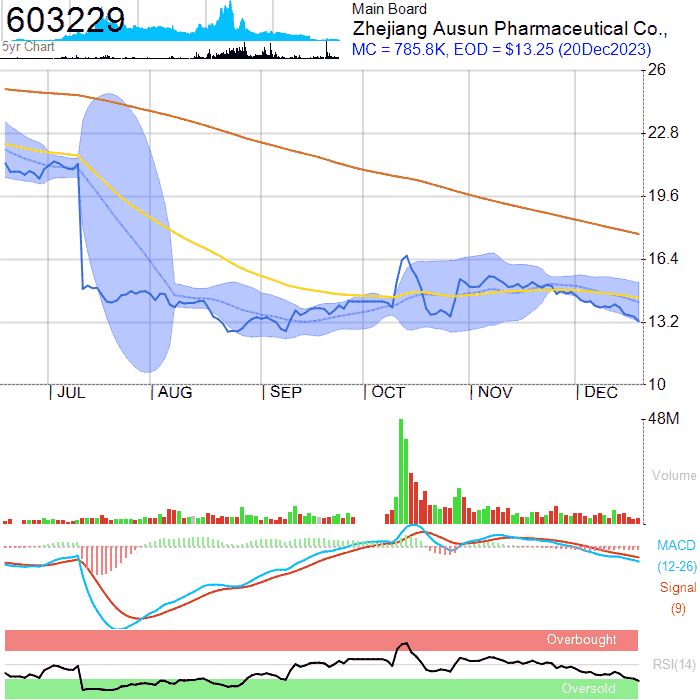 603229
5yr Chart
Main Board
Zhejiang Ausun Pharmaceutical Co.,
MC = 785.8K, EOD = $13.25 (20Dec2023)
26
22.8
19.6
16.4
13.2
10
JUL AUG SEP OCT NOV DEC
48M
Volume
MACD
(12-26)
Signal
(9)
Overbought
RSI(14)
Oversold